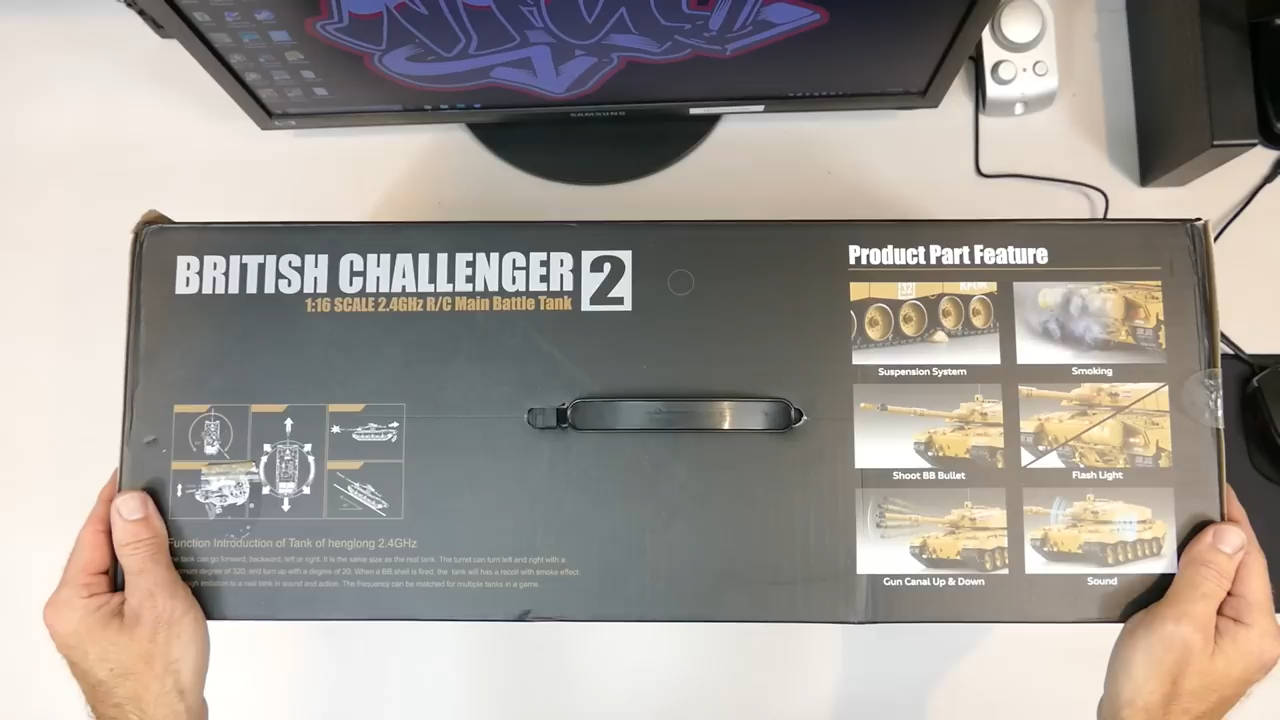 SAMSUNG
BRITISH CHALLENGER 2
1:16 SCALE 2.4GHz R/C Main Battle Tank
Product Part Feature
Suspension System
Smoking
Shoot BB Bullet
Flash Light
Gun Canal Up & Down
Sound
Function Introduction of Tank of henglong 2.4GHz
tank can go forward, backward, left or right. It is the same size as the real tank. The turret can turn left and right with a
degree of 320, and turn up with a degree of 20. When a BB shell is fired, the tank will has a recoil with smoke effect.
imitation to a real tank in sound and action. The frequency can be matched for multiple tanks in a game.